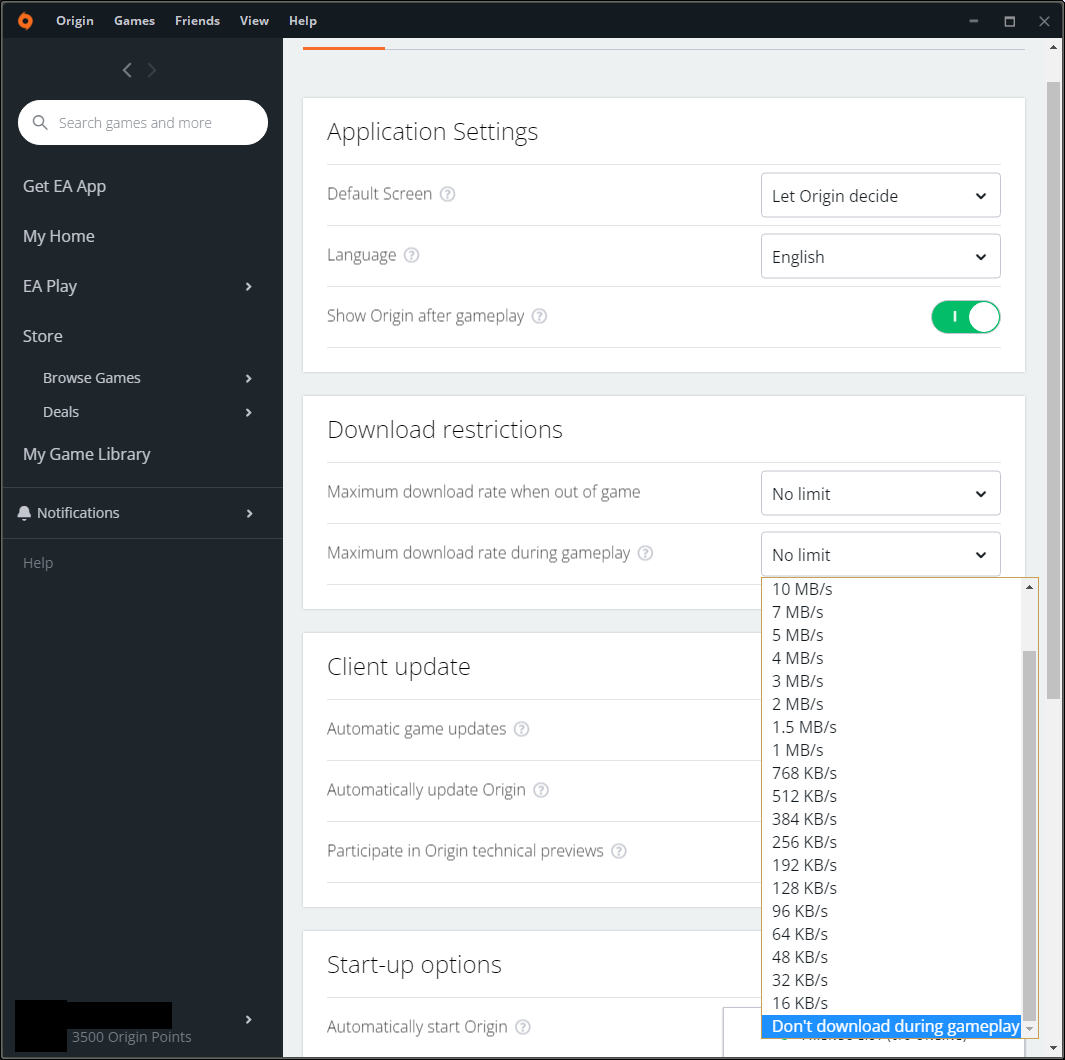 Origin Games Friends View Help
Search games and more
Get EA App
My Home
EA Play
Store
Browse Games
Deals
My Game Library
Notifications
Help
3500 Origin Points
Application Settings
Default Screen ? Let Origin decide
Language ? English
Show Origin after gameplay ? I
Download restrictions
Maximum download rate when out of game No limit
Maximum download rate during gameplay ? No limit
10 MB/s
7 MB/s
5 MB/s
4 MB/s
3 MB/s
2 MB/s
1.5 MB/s
1 MB/s
768 KB/s
512 KB/s
384 KB/s
256 KB/s
192 KB/s
128 KB/s
96 KB/s
64 KB/s
48 KB/s
32 KB/s
16 KB/s
Don't download during gameplay
Client update
Automatic game updates ?
Automatically update Origin ?
Participate in Origin technical previews ?
Start-up options
Automatically start Origin ?